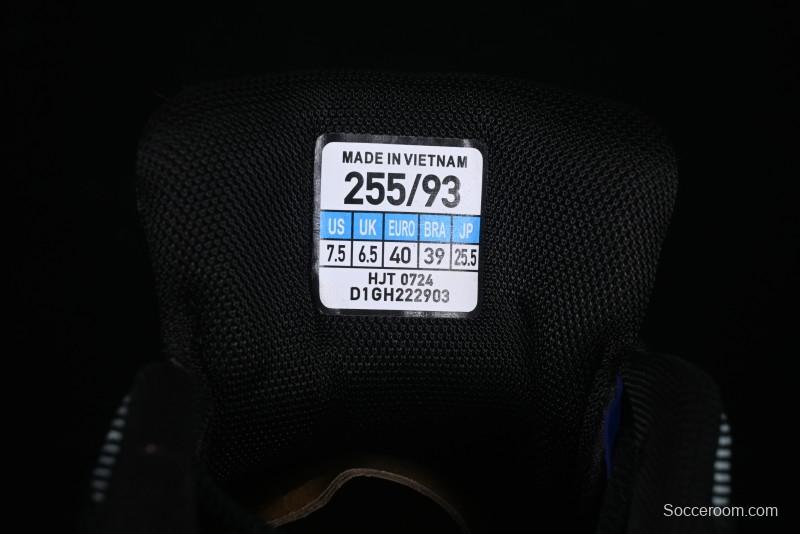 MADE IN VIETNAM
255/93
US UK EURO BRA JP
7.5 6.5 40 39 25.5
HJT 0724
D1GH222903
Socceroom.com